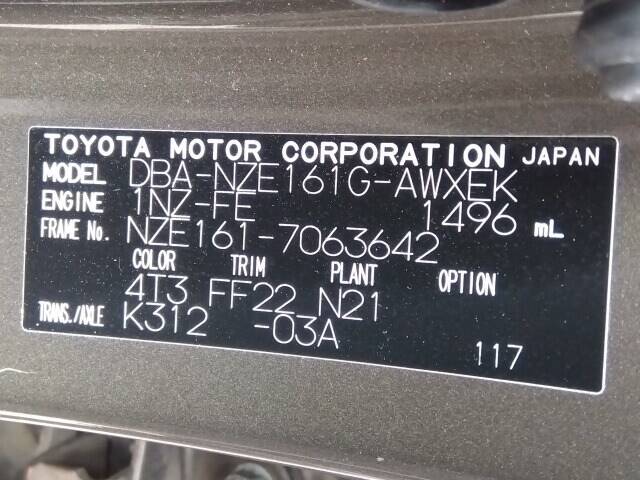 TOYOTA MOTOR CORPORATION JAPAN
MODEL DBA-NZE161G-AWXEK
ENGINE 1NZ-FE 1496 mL
FRAME No. NZE161-7063642
COLOR TRIM PLANT OPTION
4T3 FF22 N21
TRANS./AXLE K312 -03A
117